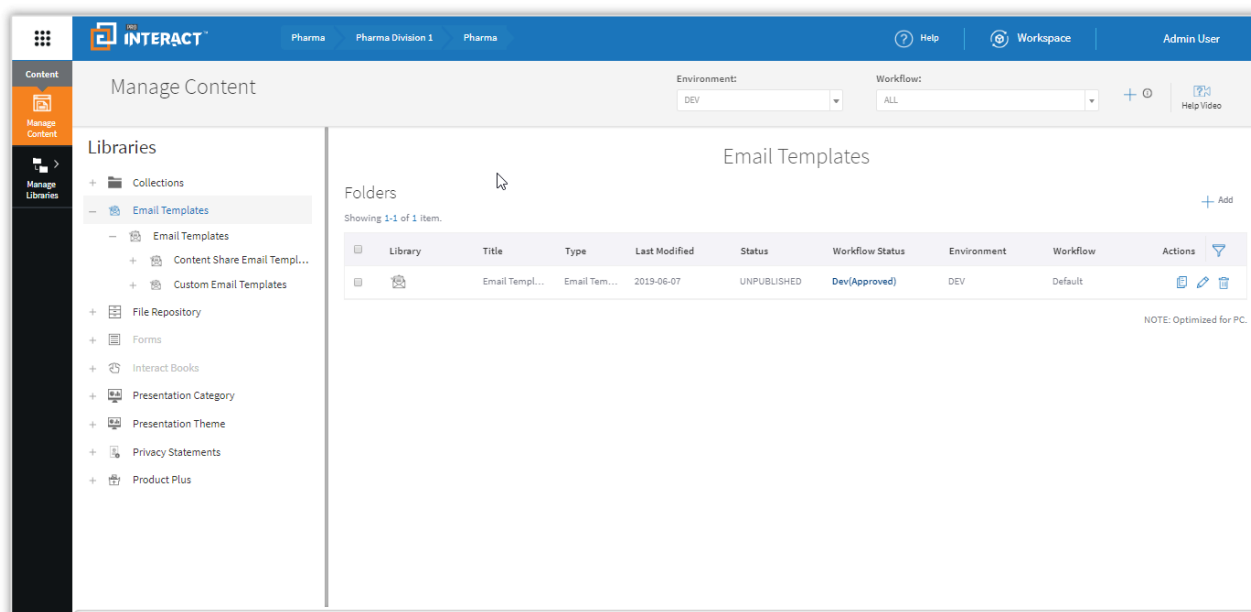 PRO
INTERACT™
Pharma
Pharma Division 1
Pharma
Help
Workspace
Admin User
Content
Manage
Content
Manage
Libraries
Manage Content
Environment:
DEV
Workflow:
ALL
Help Video
Libraries
Collections
Email Templates
Email Templates
Content Share Email Templ...
Custom Email Templates
File Repository
Forms
Interact Books
Presentation Category
Presentation Theme
Privacy Statements
Product Plus
Email Templates
Folders
Add
Showing 1-1 of 1 item.
Library Title Type Last Modified Status Workflow Status Environment Workflow Actions
Email Templ... Email Tem... 2019-06-07 UNPUBLISHED Dev(Approved) DEV Default
NOTE: Optimized for PC.